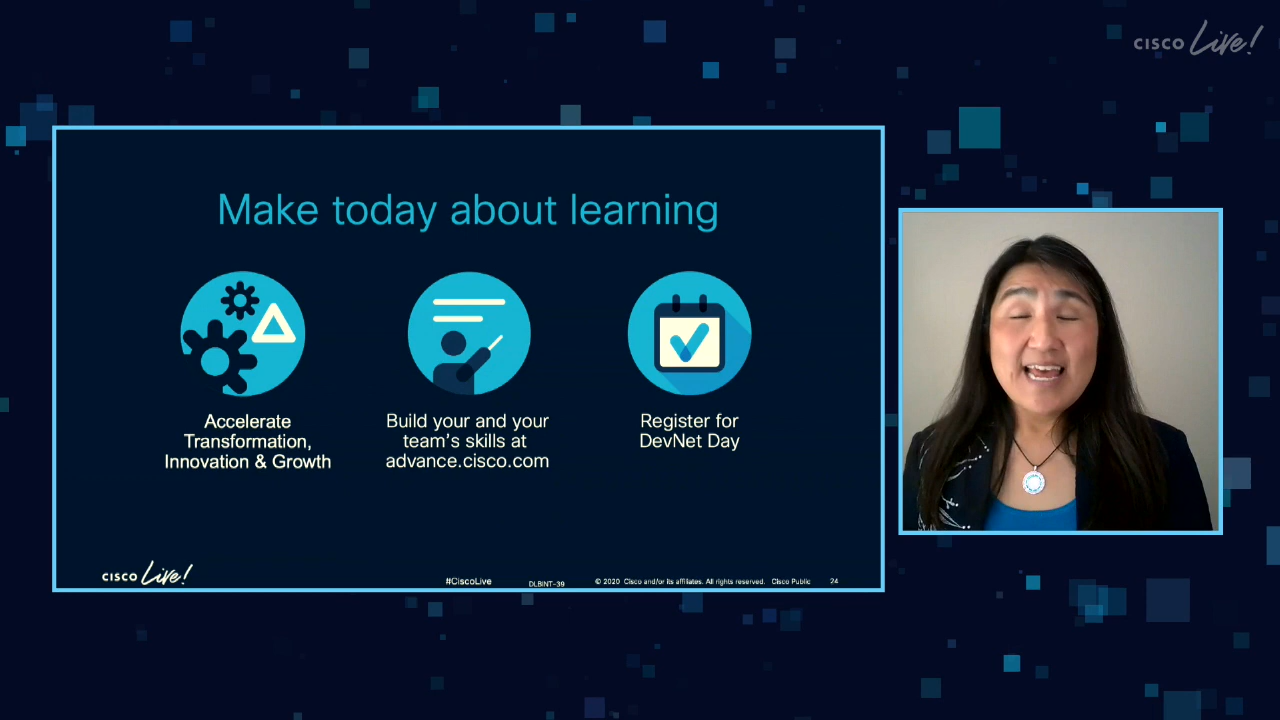 CISCO Live!
Make today about learning
Accelerate
Transformation,
Innovation & Growth
Build your and your
team's skills at
advance.cisco.com
Register for
DevNet Day
CISCO Live!
#CiscoLive
DLBINT-39
© 2020 Cisco and/or its affiliates. All rights reserved. Cisco Public
24